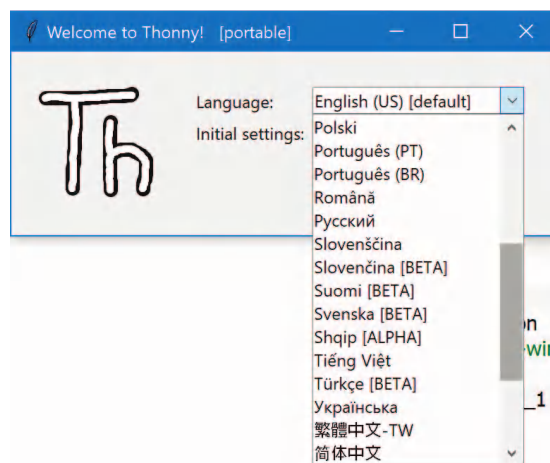 Welcome to Thonny! [portable]
Th
Language: English (US) [default]
Initial settings:
Polski
Português (PT)
Português (BR)
Română
Русский
Slovenščina
Slovenčina [BETA]
Suomi [BETA]
Svenska [BETA]
Shqip [ALPHA]
Tiếng Việt
Türkçe [BETA]
Українська
繁體中文-TW
简体中文
_1